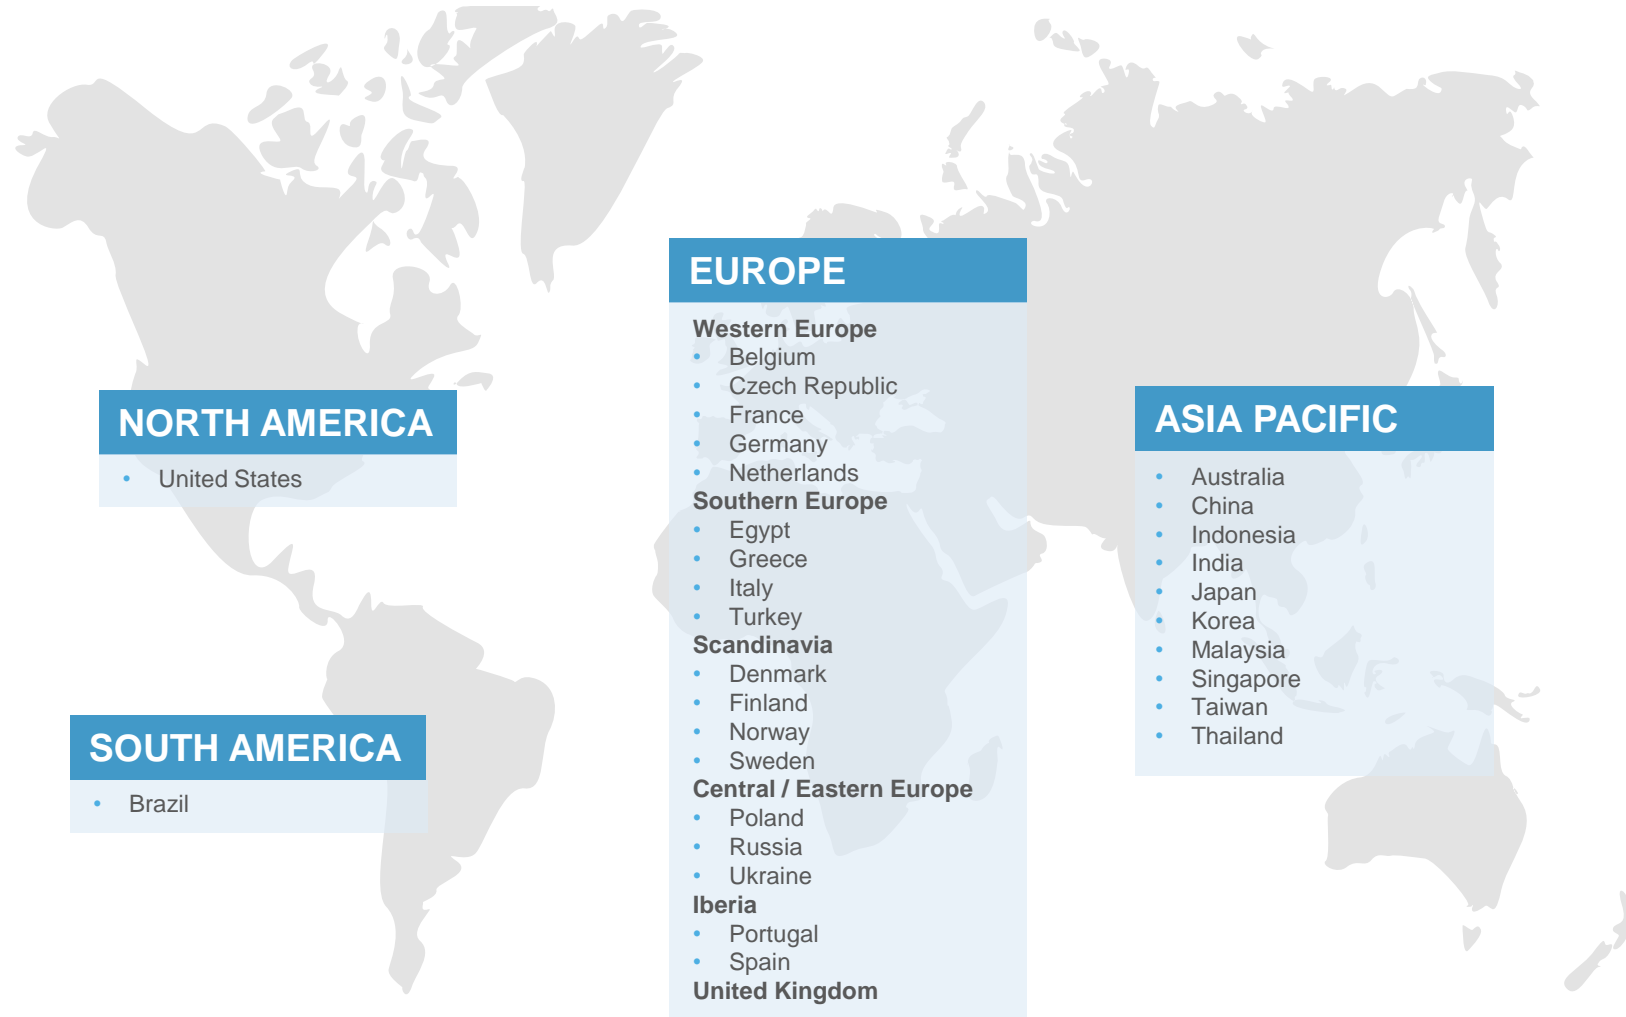 EUROPE
Western Europe
• Belgium
• Czech Republic
• France
• Germany
• Netherlands
Southern Europe
• Egypt
• Greece
• Italy
• Turkey
Scandinavia
• Denmark
• Finland
• Norway
• Sweden
Central / Eastern Europe
• Poland
• Russia
• Ukraine
Iberia
• Portugal
• Spain
United Kingdom
NORTH AMERICA
• United States
ASIA PACIFIC
• Australia
• China
• Indonesia
• India
• Japan
• Korea
• Malaysia
• Singapore
• Taiwan
• Thailand
SOUTH AMERICA
• Brazil